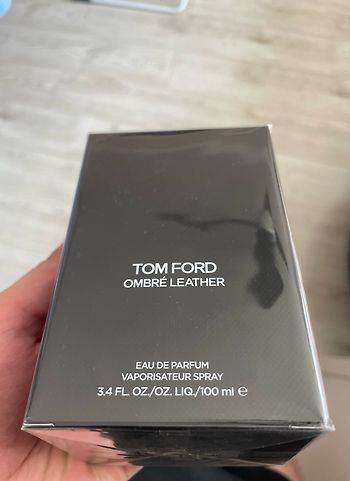 TOM FORD
OMBRÉ LEATHER
EAU DE PARFUM
VAPORISATEUR SPRAY
3.4 FL. OZ./OZ. LIQ./100 ml ℮